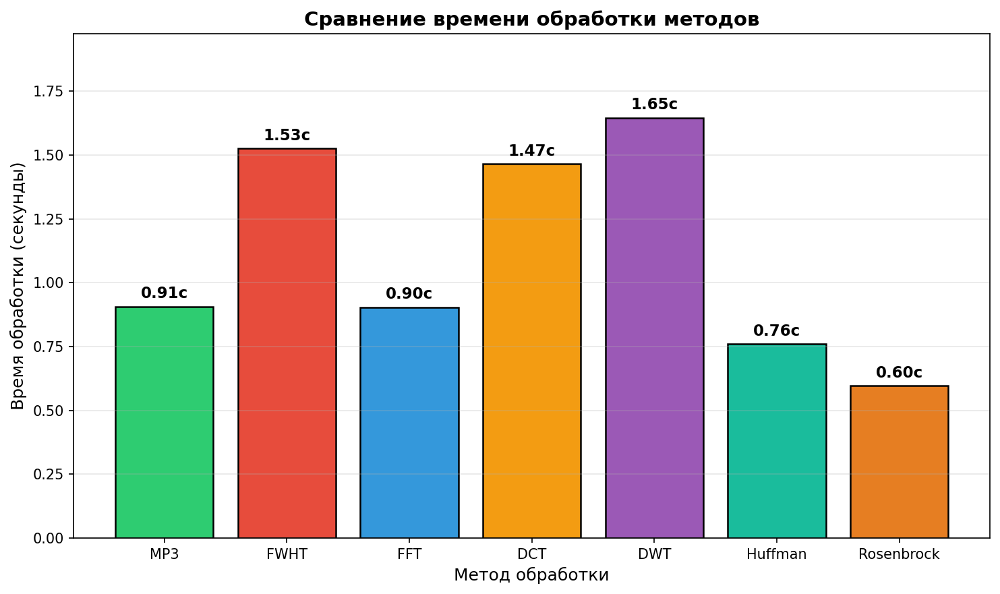 Сравнение времени обработки методов
Время обработки (секунды)
1.75
1.50
1.25
1.00
0.75
0.50
0.25
0.00
0.91с
1.53с
0.90с
1.47с
1.65с
0.76с
0.60с
MP3
FWHT
FFT
DCT
DWT
Huffman
Rosenbrock
Метод обработки